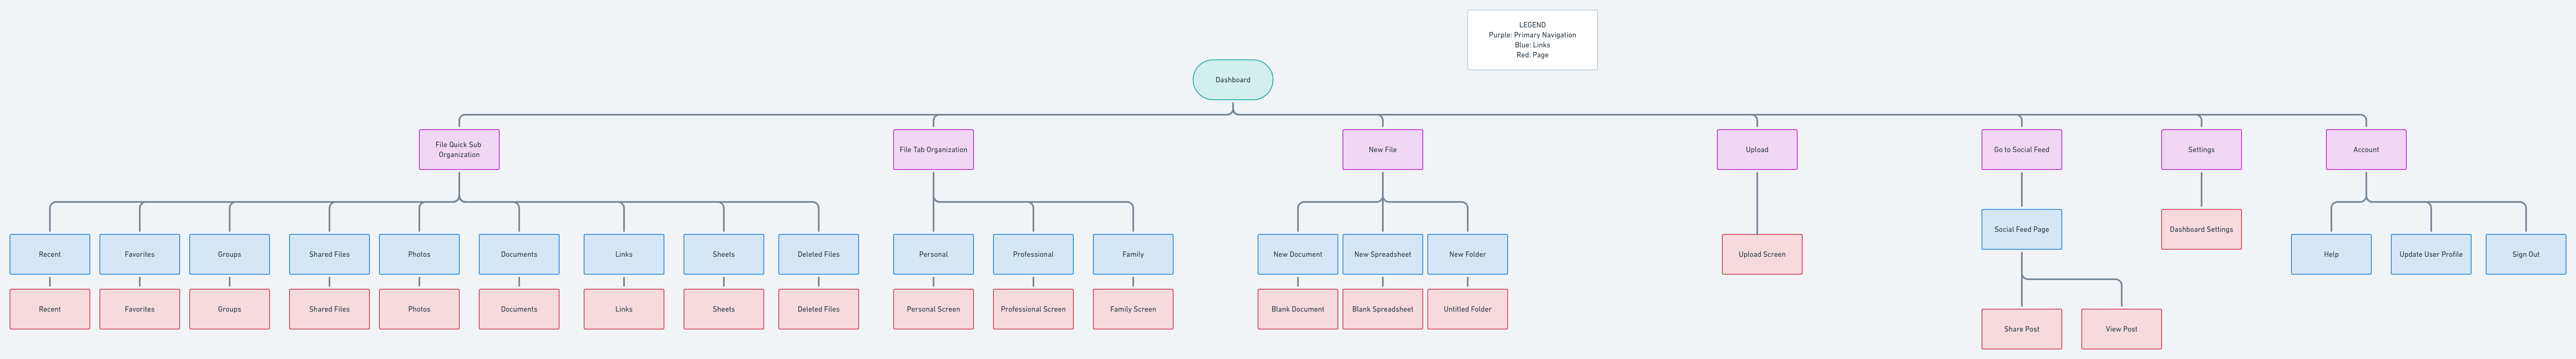 LEGEND
Purple: Primary Navigation
Blue: Links
Red: Page
Dashboard
File Quick Sub
Organization
File Tab Organization
New File
Upload
Go to Social Feed
Settings
Account
Social Feed Page
Dashboard Settings
Recent
Favorites
Groups
Shared Files
Photos
Documents
Links
Sheets
Deleted Files
Personal
Professional
Family
New Document
New Spreadsheet
New Folder
Upload Screen
Help
Update User Profile
Sign Out
Recent
Favorites
Groups
Shared Files
Photos
Documents
Links
Sheets
Deleted Files
Personal Screen
Professional Screen
Family Screen
Blank Document
Blank Spreadsheet
Untitled Folder
Share Post
View Post